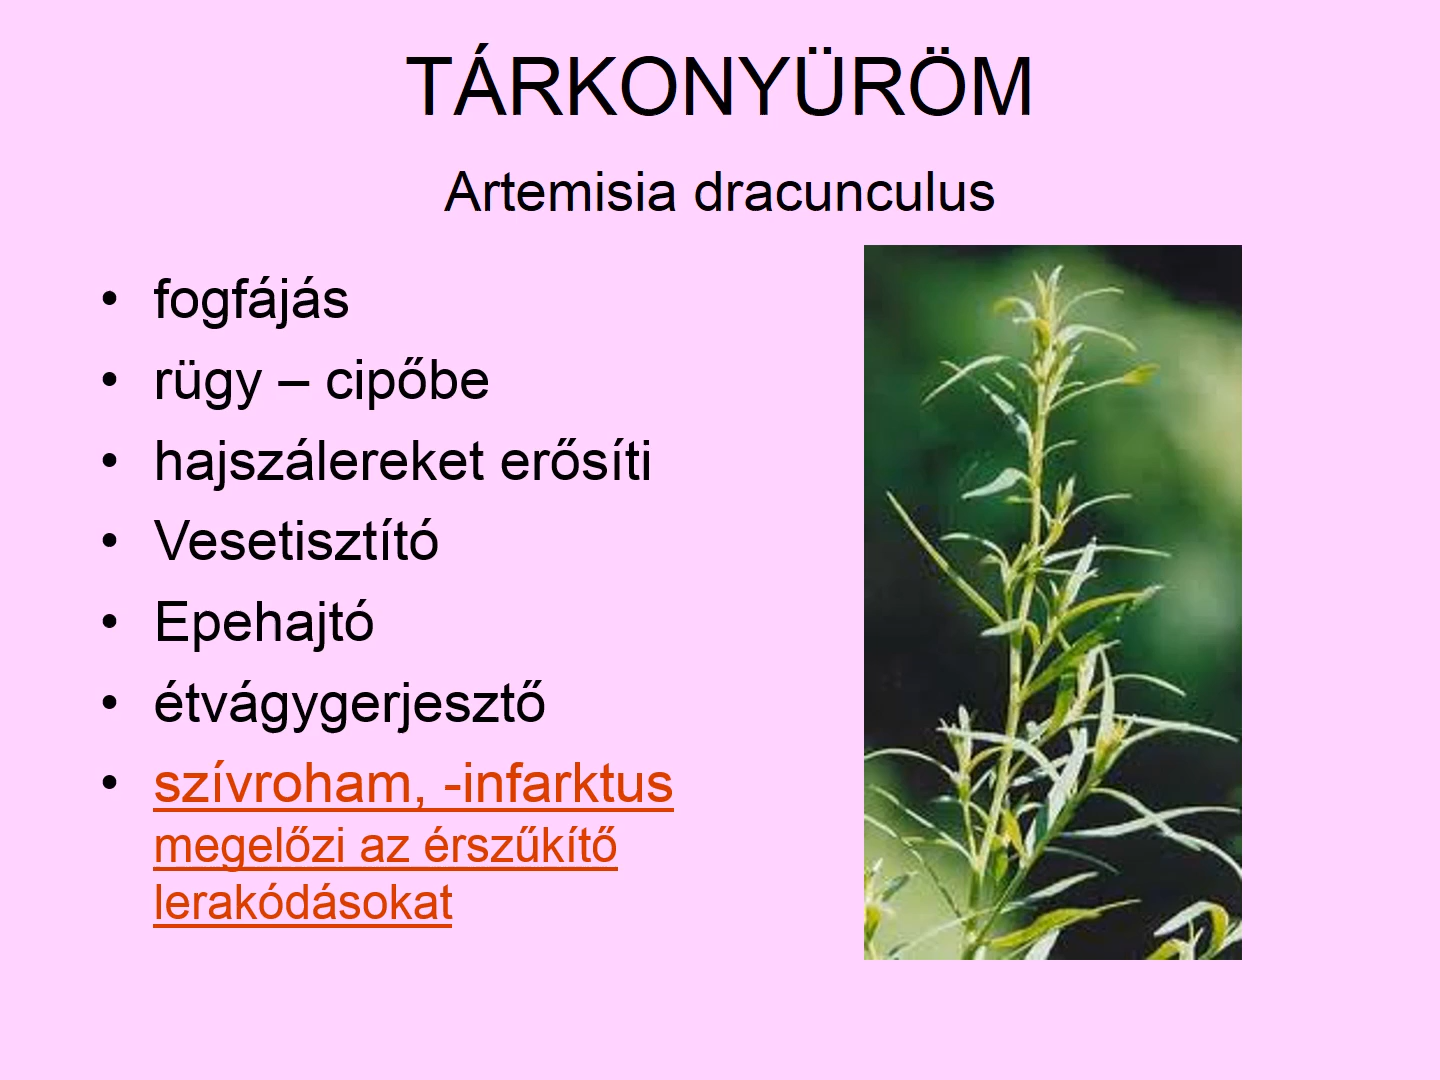 TÁRKONYÜRÖM
Artemisia dracunculus
• fogfájás
• rügy – cipőbe
• hajszálereket erősíti
• Vesetisztító
• Epehajtó
• étvágygerjesztő
• szívroham, -infarktus
megelőzi az érszűkítő
lerakódásokat